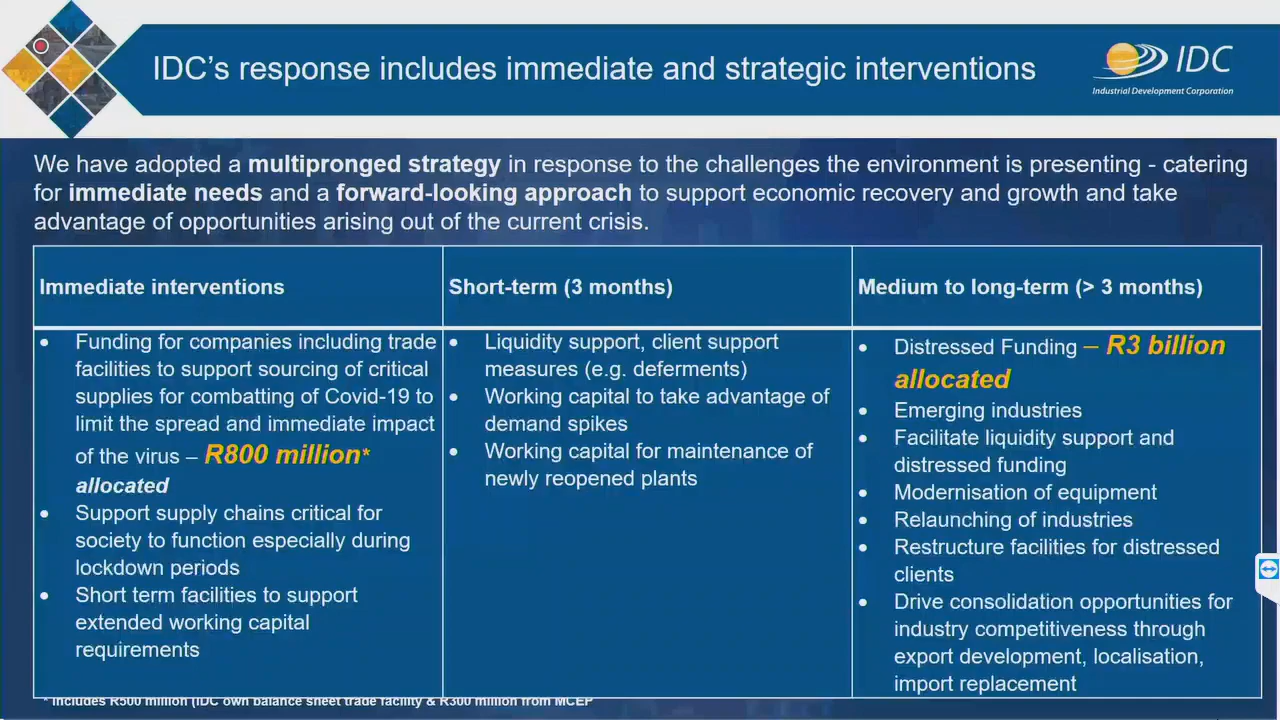 IDC's response includes immediate and strategic interventions
IDC
Industrial Development Corporation
We have adopted a multipronged strategy in response to the challenges the environment is presenting - catering
for immediate needs and a forward-looking approach to support economic recovery and growth and take
advantage of opportunities arising out of the current crisis.
Immediate interventions
• Funding for companies including trade
facilities to support sourcing of critical
supplies for combatting of Covid-19 to
limit the spread and immediate impact
of the virus – R800 million*
allocated
• Support supply chains critical for
society to function especially during
lockdown periods
• Short term facilities to support
extended working capital
requirements
Short-term (3 months)
• Liquidity support, client support
measures (e.g. deferments)
• Working capital to take advantage of
demand spikes
• Working capital for maintenance of
newly reopened plants
Medium to long-term (> 3 months)
• Distressed Funding – R3 billion
allocated
• Emerging industries
• Facilitate liquidity support and
distressed funding
• Modernisation of equipment
• Relaunching of industries
• Restructure facilities for distressed
clients
• Drive consolidation opportunities for
industry competitiveness through
export development, localisation,
import replacement
* Includes R500 million (IDC own balance sheet trade facility & R300 million from MCEP